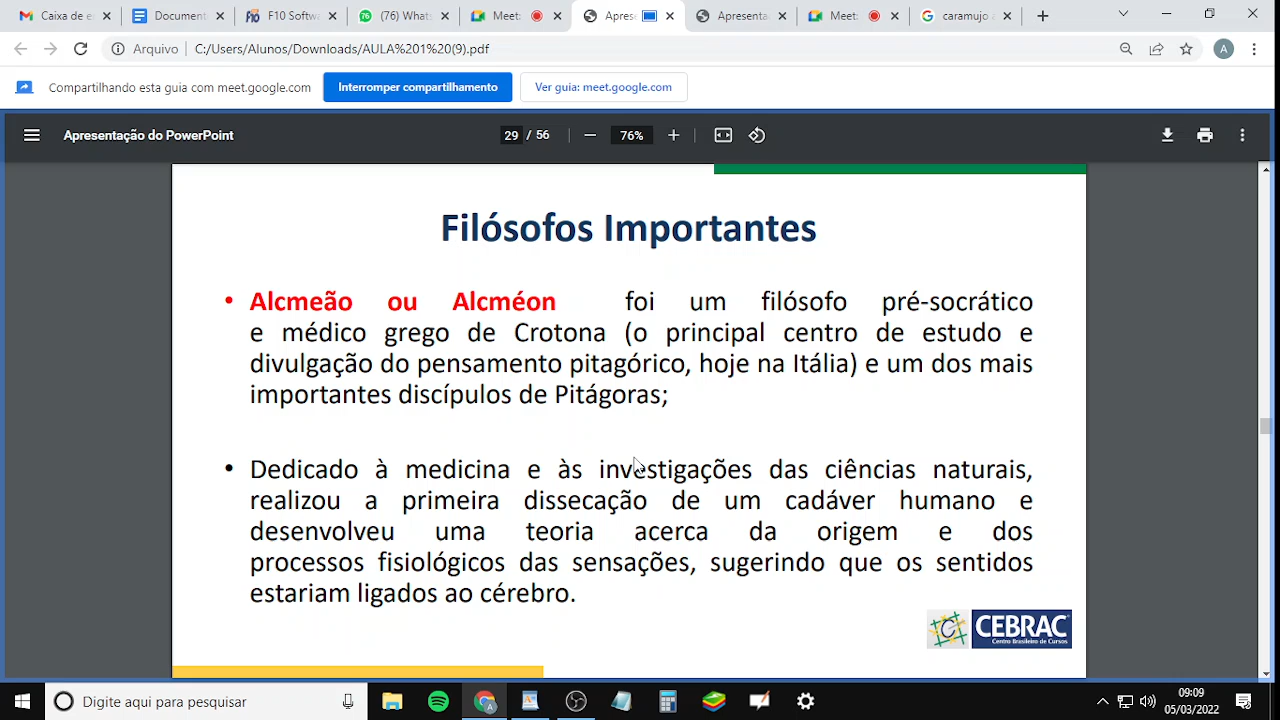 Caixa de es
Document
F10 Softwa
(76) Whats
Meet:
Apres
Apresenta
Meet:
caramujo
Arquivo C:/Users/Alunos/Downloads/AULA%201%20(9).pdf
A
Compartilhando esta guia com meet.google.com Interromper compartilhamento Ver guia: meet.google.com
Apresentação do PowerPoint 29 / 56 76%
Filósofos Importantes
• Alcmeão ou Alcméon foi um filósofo pré-socrático
e médico grego de Crotona (o principal centro de estudo e
divulgação do pensamento pitagórico, hoje na Itália) e um dos mais
importantes discípulos de Pitágoras;
• Dedicado à medicina e às investigações das ciências naturais,
realizou a primeira dissecação de um cadáver humano e
desenvolveu uma teoria acerca da origem e dos
processos fisiológicos das sensações, sugerindo que os sentidos
estariam ligados ao cérebro.
CEBRAC
Centro Brasileiro de Cursos
Digite aqui para pesquisar
09:09
05/03/2022